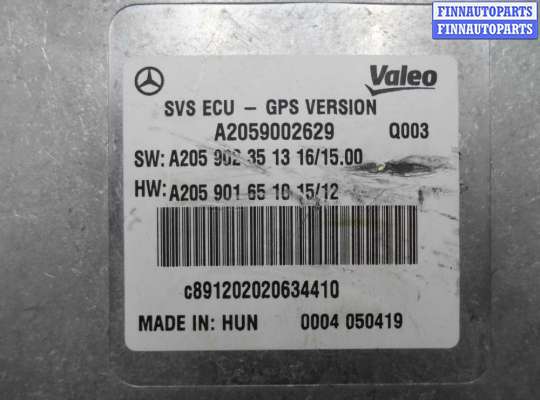 FINNAUTOPARTS
FINNAUTOPARTS
Valeo
SVS ECU - GPS VERSION
A2059002629 Q003
SW: A205 902 35 13 16/15.00
HW: A205 901 65 10 15/12
c891202020634410
MADE IN: HUN 0004 050419